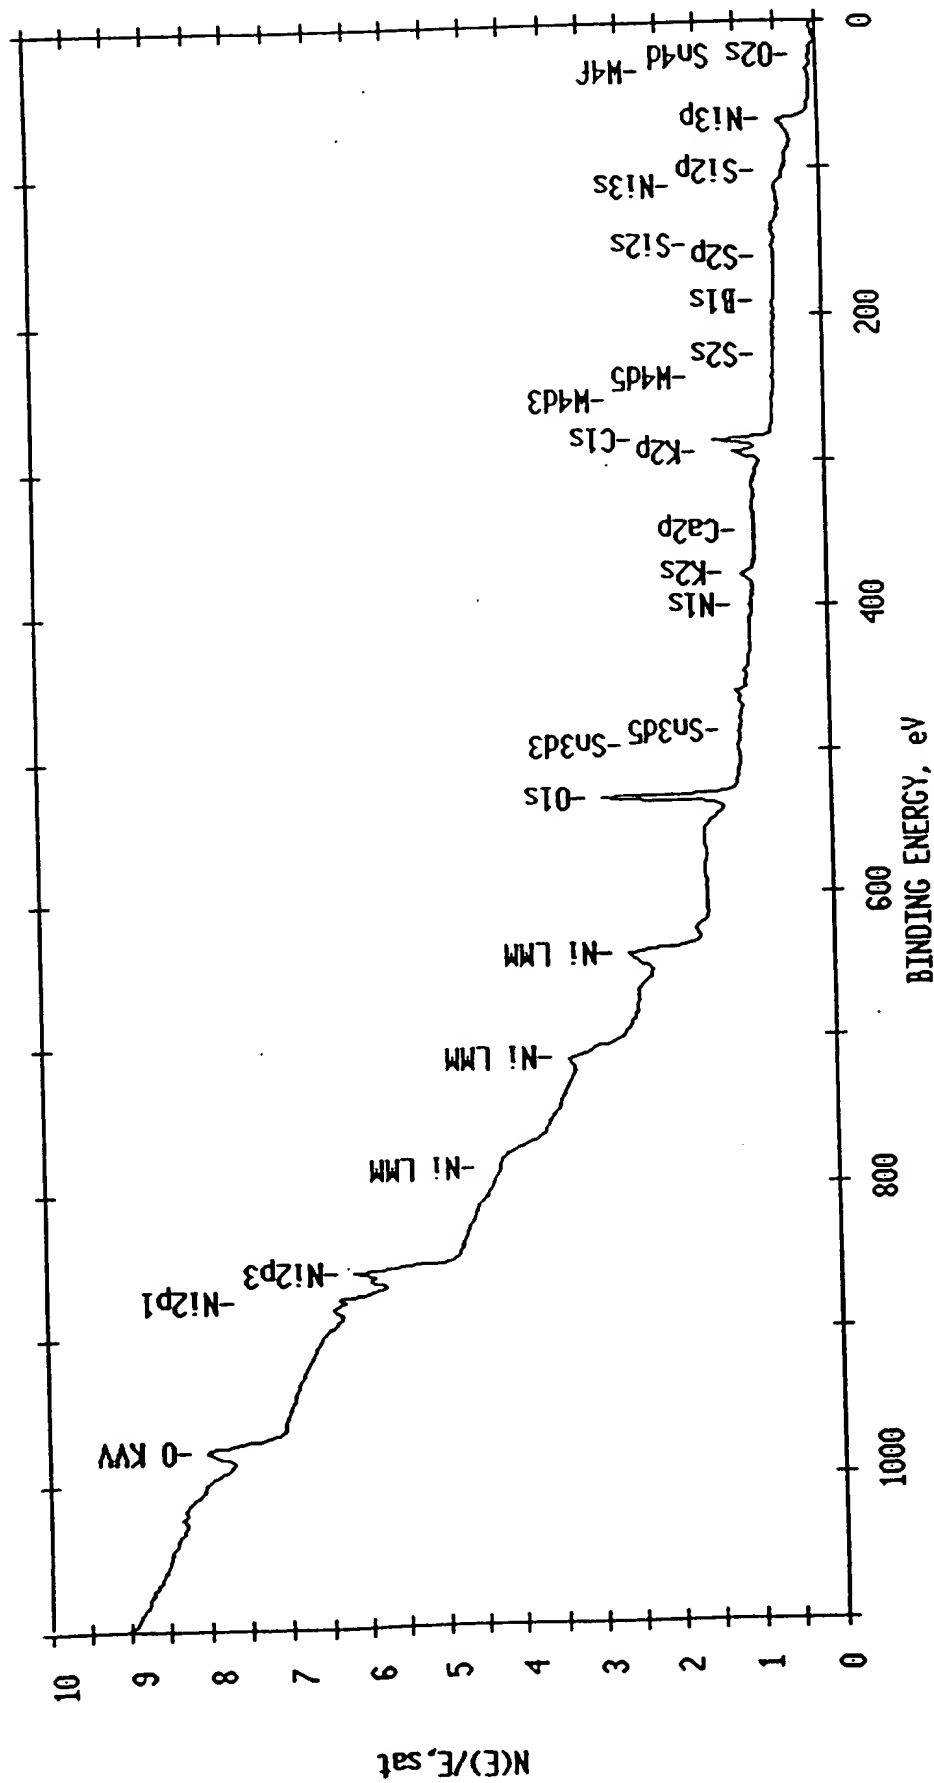 N(E)/E,sat
10
9
8
7
6
5
4
3
2
1
0
-O KVV
-Ni2p1
-Ni2p3
-Ni LMM
-Ni LMM
-Ni LMM
-O1s
-Sn3d3
-Sn3d5
-N1s
-K2s
-Ca2p
-K2p
-C1s
-W4d3
-W4d5
-S2s
-B1s
-S2p
-Si2s
-Ni3s
-Si2p
-Ni3p
-W4f
-O2s Sn4d
1000
800
600
400
200
0
BINDING ENERGY, eV